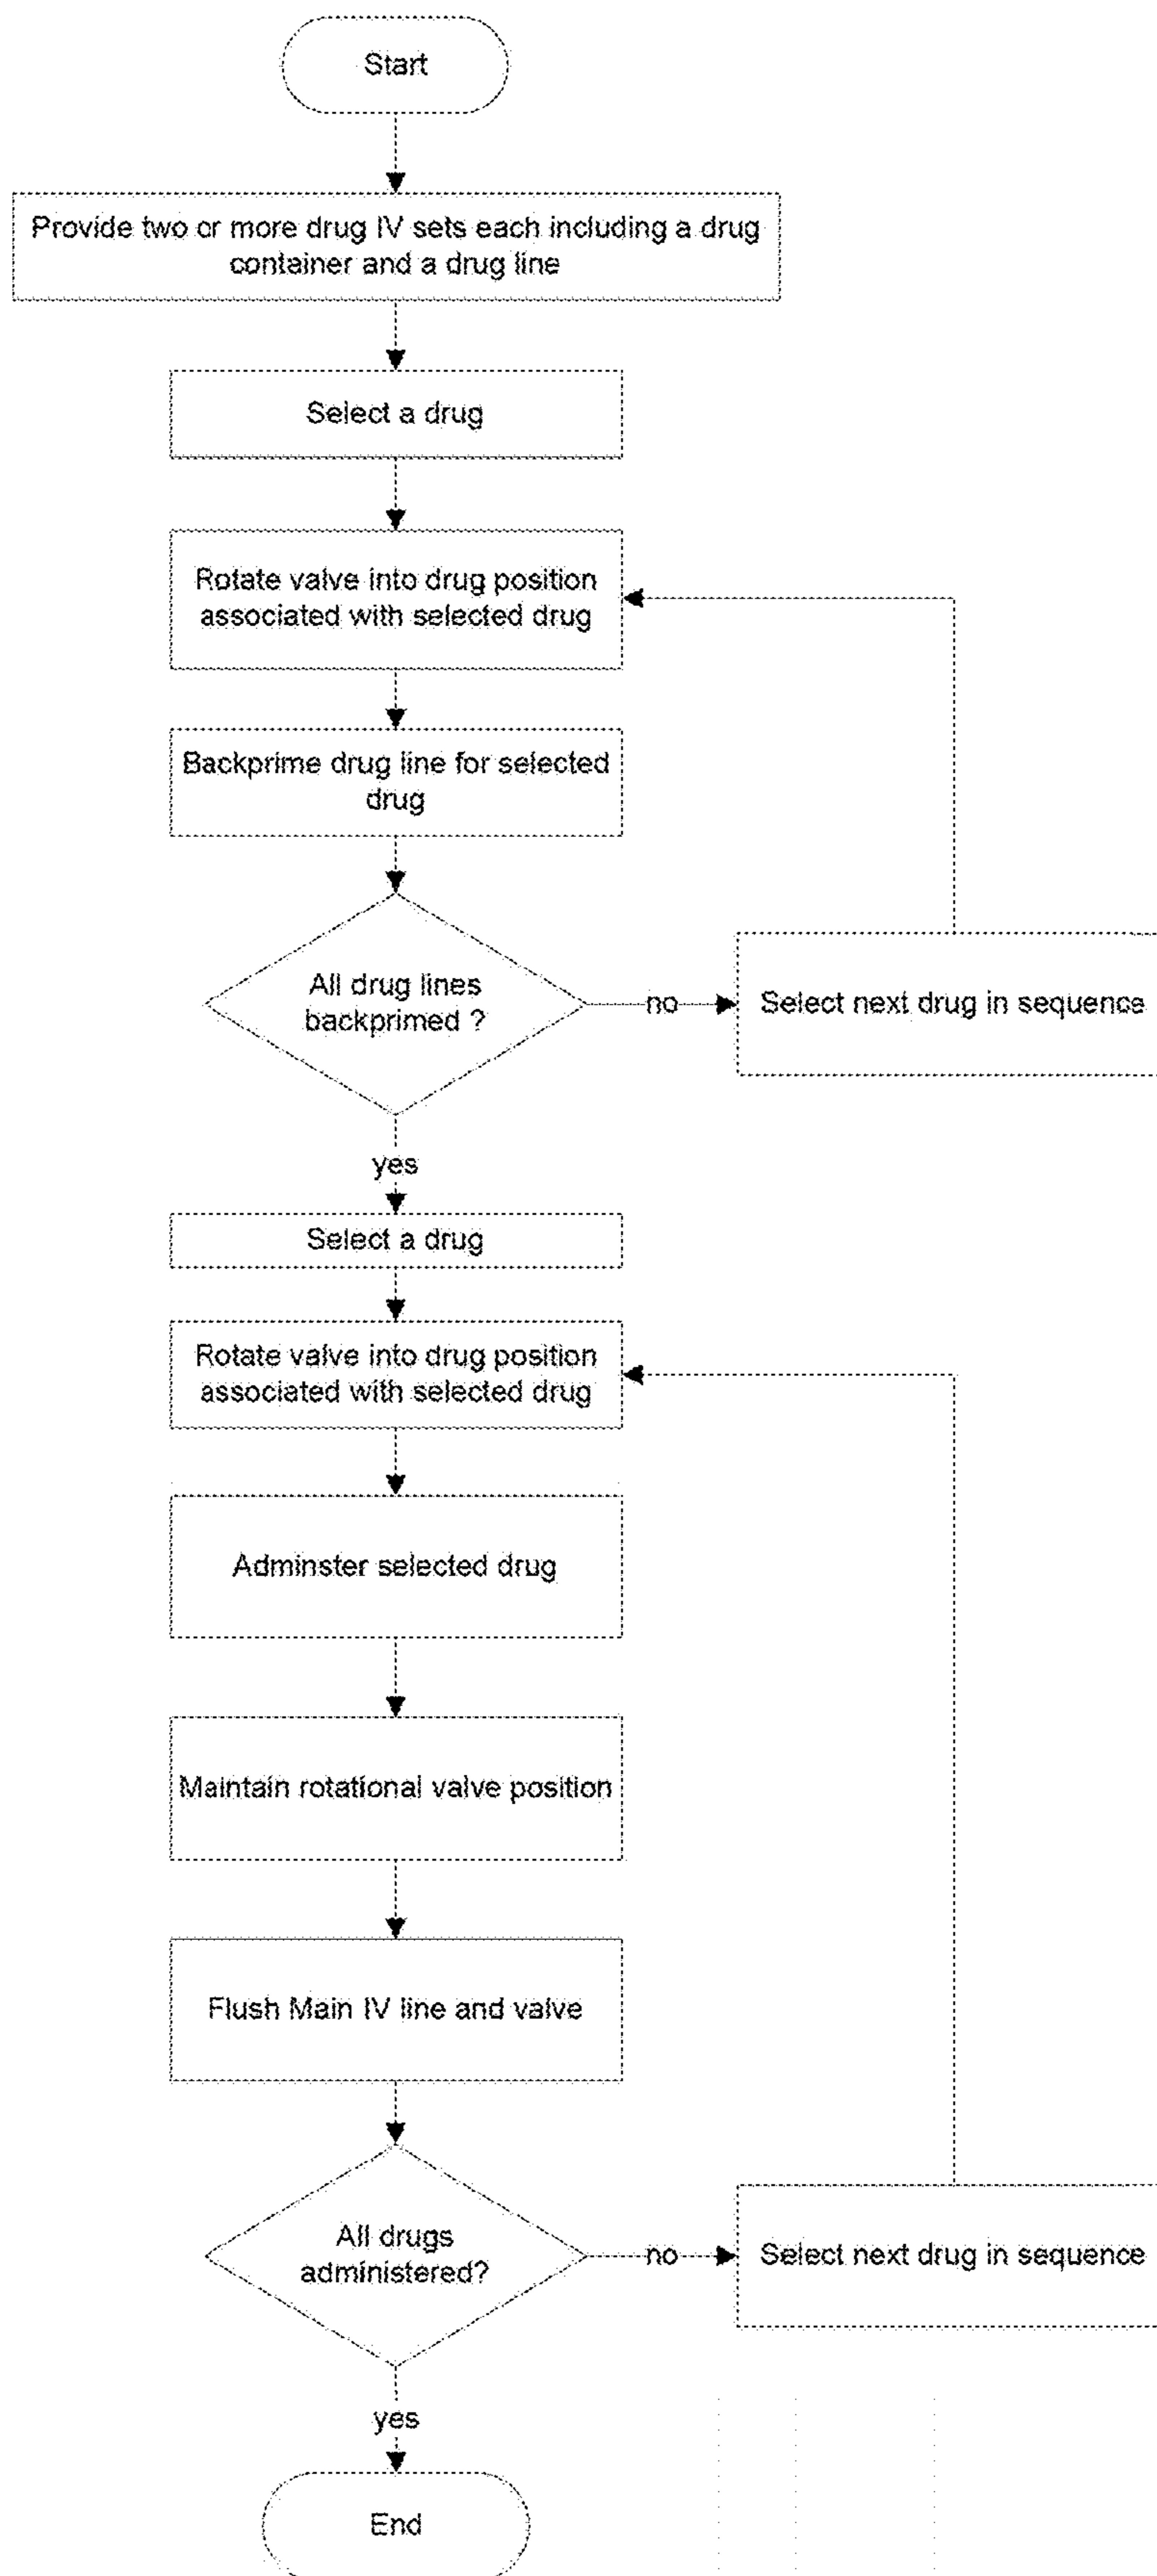 Start
Provide two or more drug IV sets each including a drug
container and a drug line
Select a drug
Rotate valve into drug position
associated with selected drug
Backprime drug line for selected
drug
All drug lines
backprimed ?
no
Select next drug in sequence
yes
Select a drug
Rotate valve into drug position
associated with selected drug
Adminster selected drug
Maintain rotational valve position
Flush Main IV line and valve
All drugs
administered?
no
Select next drug in sequence
yes
End